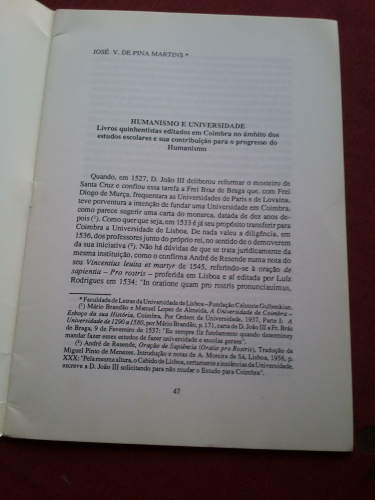 JOSÉ. V. DE PINA MARTINS *
HUMANISMO E UNIVERSIDADE
Livros quinhentistas editados em Coimbra no âmbito dos
estudos escolares e sua contribuição para o progresso do
Humanismo
Quando, em 1527, D. João III deliberou reformar o mosteiro de
Santa Cruz e confiou essa tarefa a Frei Braz de Braga que, com Frei
Diogo de Murça, frequentara as Universidades de Paris e de Lovaina,
teve porventura a intenção de fundar uma Universidade em Coimbra,
como parece sugerir uma carta do monarca, datada de dez anos de-
pois (¹). Como quer que seja, em 1533 é já seu propósito transferir para
Coimbra a Universidade de Lisboa. De nada valeu a diligência, em
1536, dos professores junto do próprio rei, no sentido de o demoverem
da sua iniciativa (²). Não há dúvidas de que se trata juridicamente da
mesma instituição, como o confirma André de Resende numa nota do
seu Vincentius leuita et martyr de 1545, referindo-se à oração de
sapientia – Pro rostris – proferida em Lisboa e aí editada por Luís
Rodrigues em 1534: "In oratione quam pro rostris pronunciauimus,
* Faculdade de Letras da Universidade de Lisboa – Fundação Calouste Gulbenkian.
(¹) Mário Brandão e Manuel Lopes de Almeida, A Universidade de Coimbra –
Esboço da sua História, Coimbra, Por Ordem da Universidade, 1937, Parte I: A
Universidade de 1290 a 1580, por Mário Brandão, p. 171, carta de D. João III a Fr. Brás
de Braga, 9 de Fevereiro de 1537: "Eu sempre fiz fundamento quando determiney
mandar fazer esses estudos de fazer universidade e escolas geraes".
(²) André de Resende, Oração de Sapiência (Oratio pro Rostris), Tradução de
Miguel Pinto de Meneses. Introdução e notas de A. Moreira de Sá, Lisboa, 1956, p.
XXX: "Pela mesma altura, o Cabido da Lisboa, certamente a instâncias da Universidade,
escreve a D. João III solicitando para não mudar o Estudo para Coimbra".
47